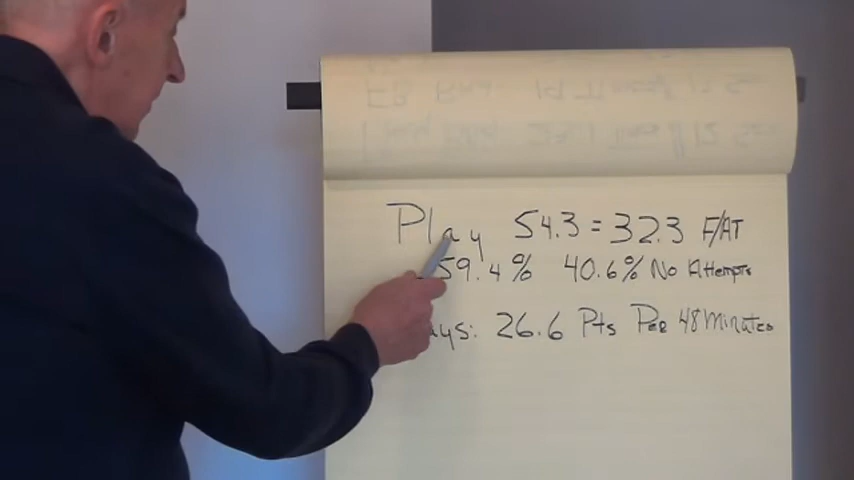 Play 54.3 = 32.3 F/AT
59.4% 40.6% No Attempts
ays: 26.6 Pts Per 48 Minutes